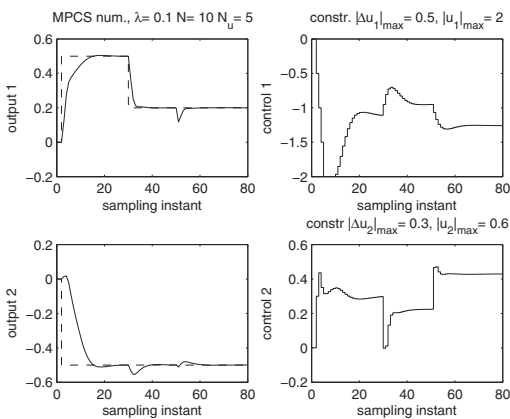 MPCS num., λ= 0.1 N= 10 N_u = 5
output 1
0.6
0.4
0.2
0
−0.2
0 20 40 60 80
sampling instant
constr. |Δu_1|_max= 0.5, |u_1|_max= 2
control 1
0
−0.5
−1
−1.5
−2
0 20 40 60 80
sampling instant
output 2
0.2
0
−0.2
−0.4
−0.6
0 20 40 60 80
sampling instant
constr |Δu_2|_max= 0.3, |u_2|_max= 0.6
control 2
0.6
0.4
0.2
0
−0.2
0 20 40 60 80
sampling instant